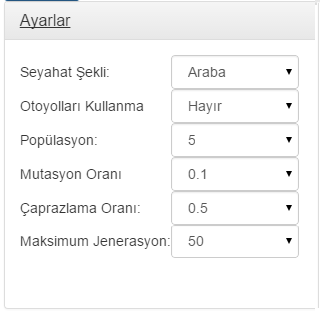 Ayarlar
Seyahat Şekli: Araba
Otoyolları Kullanma Hayır
Popülasyon: 5
Mutasyon Oranı 0.1
Çaprazlama Oranı: 0.5
Maksimum Jenerasyon: 50